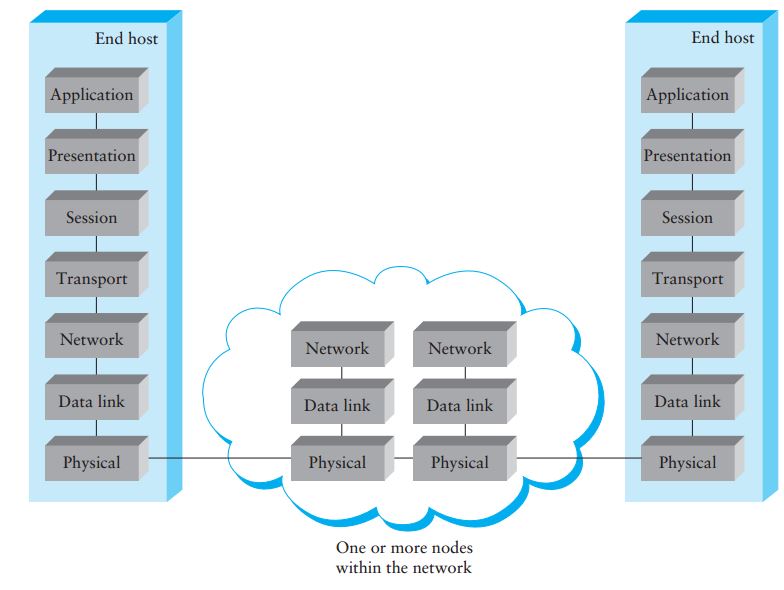 End host
Application
Presentation
Session
Transport
Network
Data link
Physical
Network
Data link
Physical
Network
Data link
Physical
One or more nodes
within the network
End host
Application
Presentation
Session
Transport
Network
Data link
Physical